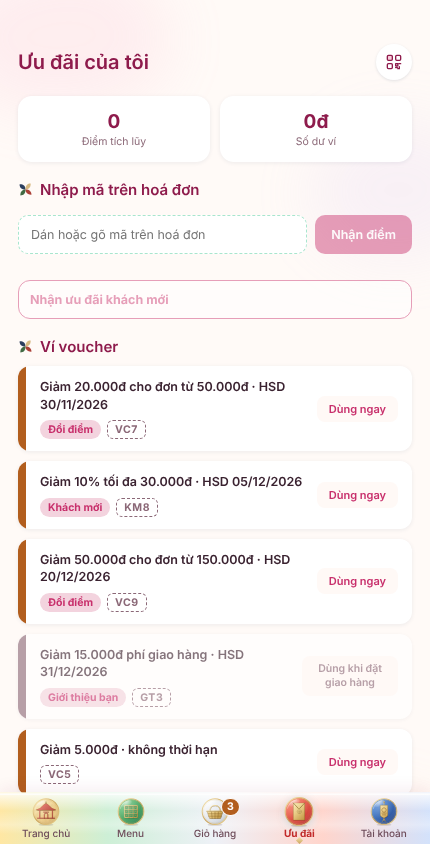 Ưu đãi của tôi
0
Điểm tích lũy
0đ
Số dư ví
Nhập mã trên hoá đơn
Dán hoặc gõ mã trên hoá đơn
Nhận điểm
Nhận ưu đãi khách mới
Ví voucher
Giảm 20.000đ cho đơn từ 50.000đ · HSD
30/11/2026
Đổi điểm
VC7
Dùng ngay
Giảm 10% tối đa 30.000đ · HSD 05/12/2026
Khách mới
KM8
Dùng ngay
Giảm 50.000đ cho đơn từ 150.000đ · HSD
20/12/2026
Đổi điểm
VC9
Dùng ngay
Giảm 15.000đ phí giao hàng · HSD
31/12/2026
Giới thiệu bạn
GT3
Dùng khi đặt
giao hàng
Giảm 5.000đ · không thời hạn
VC5
Dùng ngay
3
Trang chủ
Menu
Giỏ hàng
Ưu đãi
Tài khoản